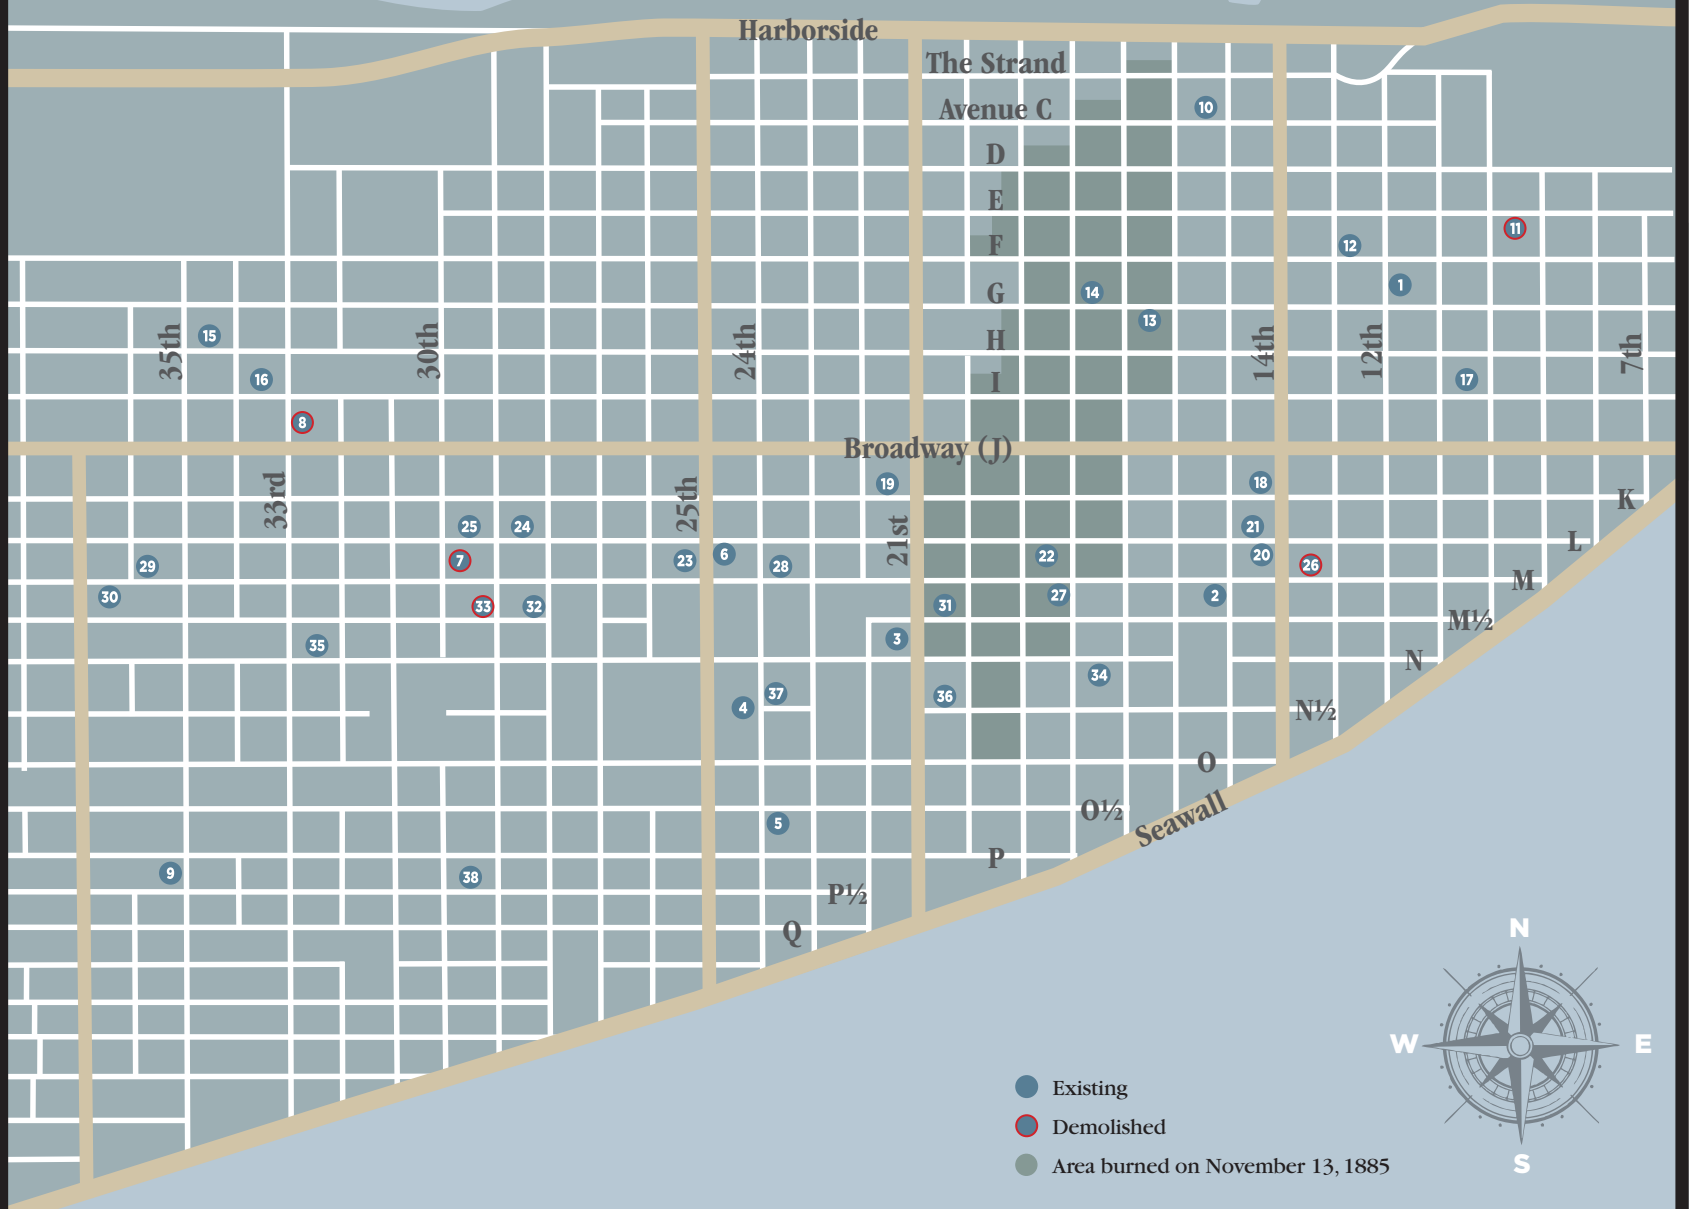 Harborside
The Strand
Avenue C
10
D
E
11
F
12
1
G
14
13
H
15
35th
30th
24th
14th
12th
7th
I
16
17
8
Broadway (J)
19
18
33rd
25th
K
25
24
21st
21
L
7
23
6
28
22
20
26
29
M
30
33
32
31
27
2
M½
35
3
N
34
37
36
4
N½
O
O½
Seawall
5
P
9
38
P½
Q
N
W
E
S
Existing
Demolished
Area burned on November 13, 1885